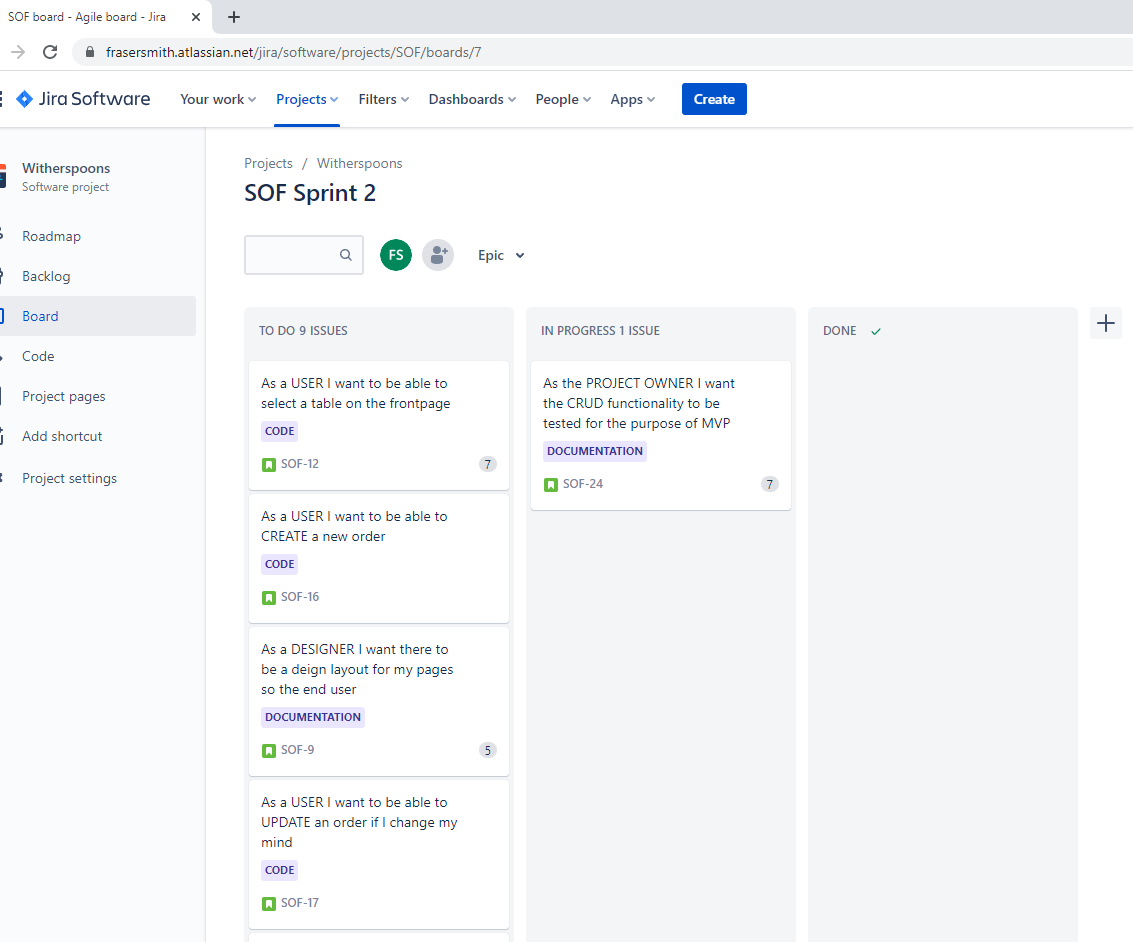 SOF board - Agile board - Jira
frasersmith.atlassian.net/jira/software/projects/SOF/boards/7
Jira Software Your work Projects Filters Dashboards People Apps Create
Witherspoons
Software project
Roadmap
Backlog
Board
Code
Project pages
Add shortcut
Project settings
Projects / Witherspoons
SOF Sprint 2
FS Epic
TO DO 9 ISSUES
As a USER I want to be able to
select a table on the frontpage
CODE
SOF-12 7
As a USER I want to be able to
CREATE a new order
CODE
SOF-16
As a DESIGNER I want there to
be a deign layout for my pages
so the end user
DOCUMENTATION
SOF-9 5
As a USER I want to be able to
UPDATE an order if I change my
mind
CODE
SOF-17
IN PROGRESS 1 ISSUE
As the PROJECT OWNER I want
the CRUD functionality to be
tested for the purpose of MVP
DOCUMENTATION
SOF-24 7
DONE